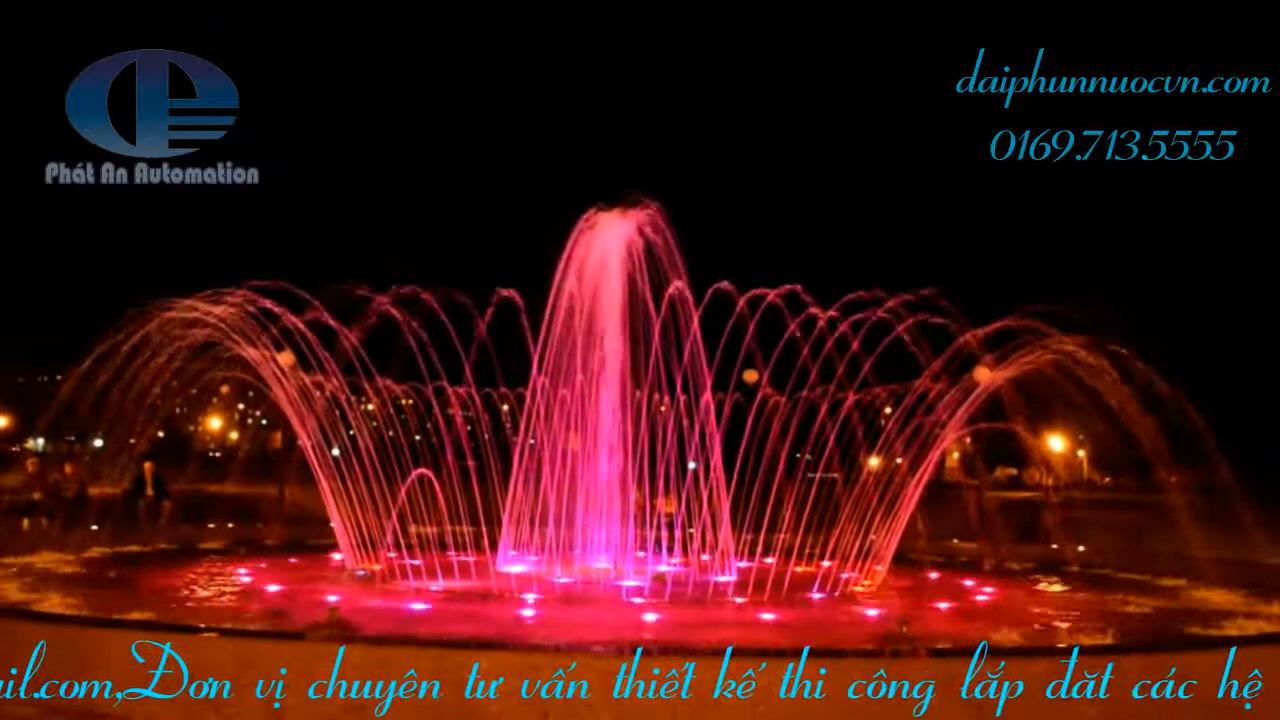 daiphunnuocvn.com
0169.713.5555
Phát An Automation
il.com,Đơn vị chuyên tư vấn thiết kế thi công lắp đăt các hệ